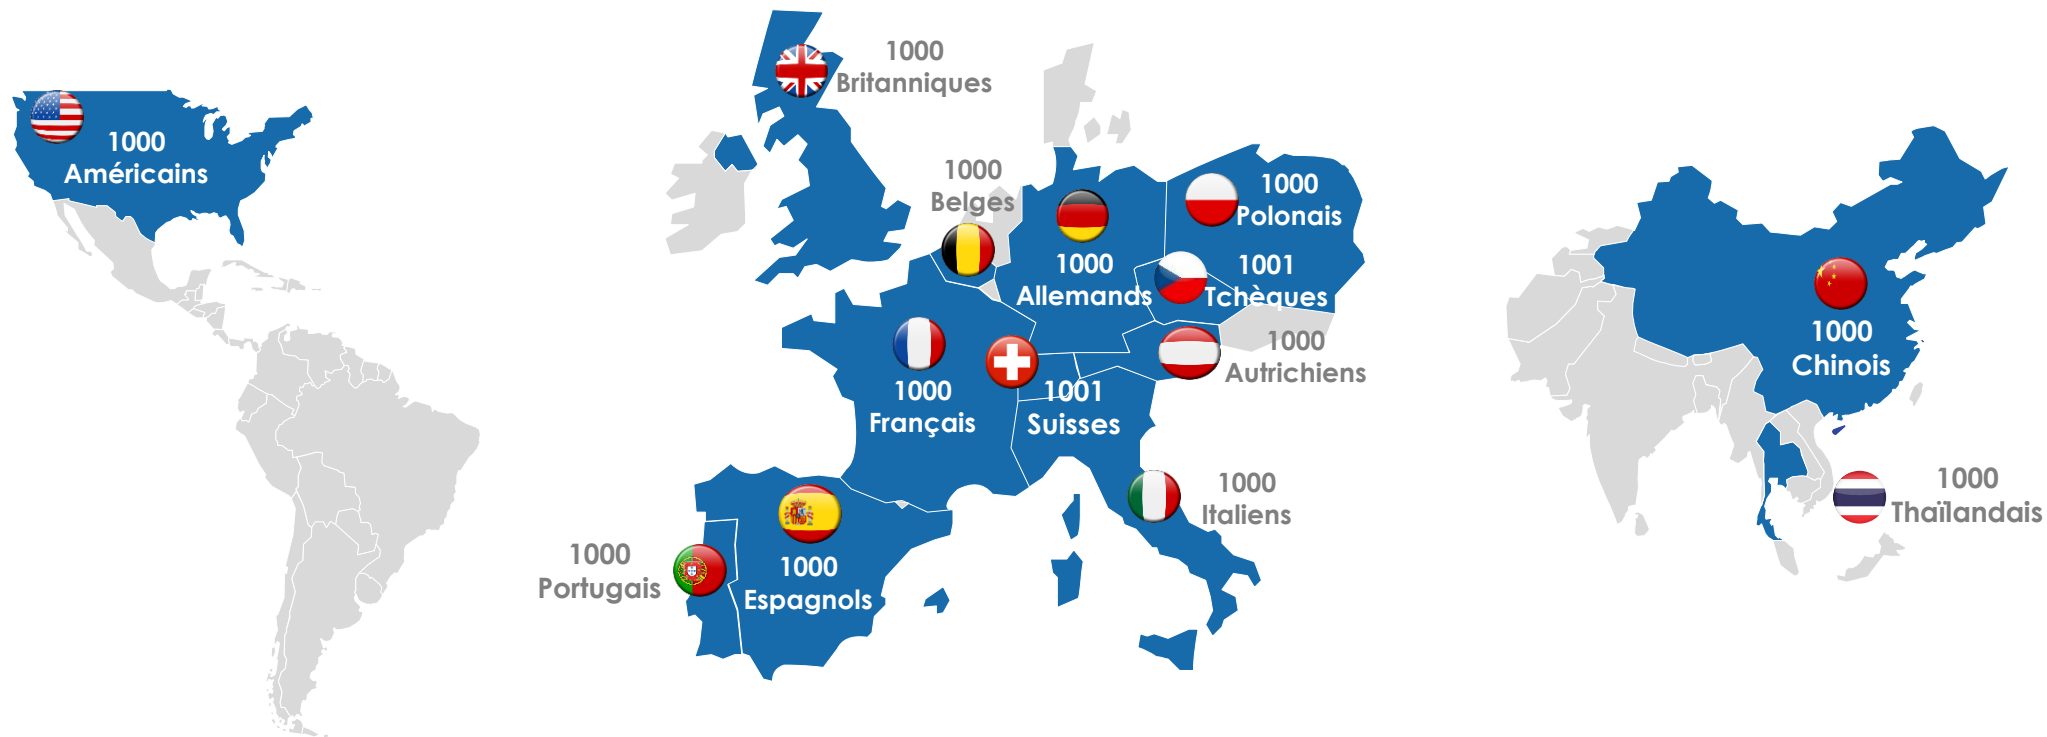 1000
Américains
1000
Britanniques
1000
Belges
1000
Allemands
1000
Polonais
1001
Tchèques
1000
Autrichiens
1000
Français
1001
Suisses
1000
Italiens
1000
Espagnols
1000
Portugais
1000
Chinois
1000
Thaïlandais